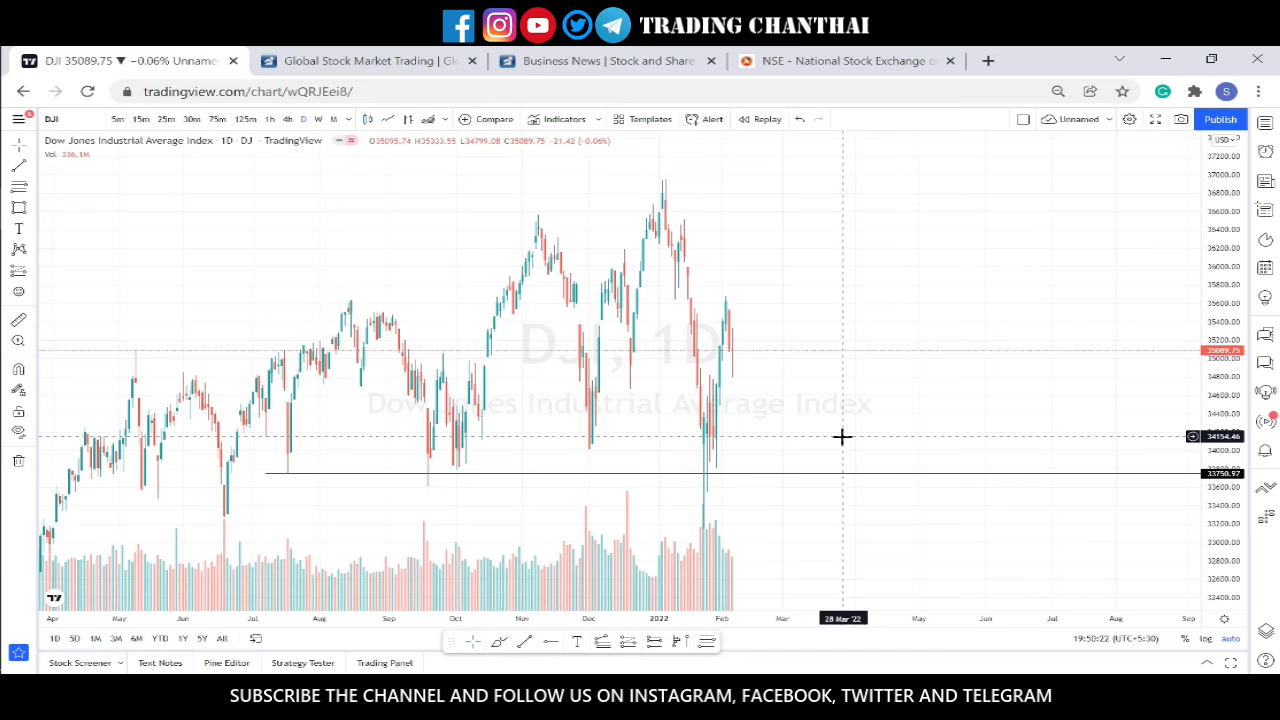 TRADING CHANTHAI
DJI 35089.75 ▼ −0.06% Unname
Global Stock Market Trading | Gl
Business News | Stock and Share
NSE - National Stock Exchange o
tradingview.com/chart/wQRJEei8/
S
DJI
5m 15m 25m 30m 75m 125m 1h 4h D W M
Compare
Indicators
Templates
Alert
Replay
Unnamed
Publish
Dow Jones Industrial Average Index · 1D · DJ · TradingView
O35095.74 H35333.55 L34799.08 C35089.75 −21.42 (−0.06%)
USD
Vol 336.1M
37200.00
37000.00
36800.00
36600.00
36400.00
36200.00
36000.00
35800.00
35600.00
35400.00
35200.00
DJI, 1D
35089.75
35000.00
34800.00
34600.00
Dow Jones Industrial Average Index
34400.00
34154.46
33750.97
33600.00
33400.00
33200.00
33000.00
32800.00
32600.00
32400.00
Apr May Jun Jul Aug Sep Oct Nov Dec 2022 Feb Mar 28 Mar '22 May Jun Jul Aug Sep
1D 5D 1M 3M 6M YTD 1Y 5Y All
19:50:22 (UTC+5:30) % log auto
Stock Screener Text Notes Pine Editor Strategy Tester Trading Panel
SUBSCRIBE THE CHANNEL AND FOLLOW US ON INSTAGRAM, FACEBOOK, TWITTER AND TELEGRAM